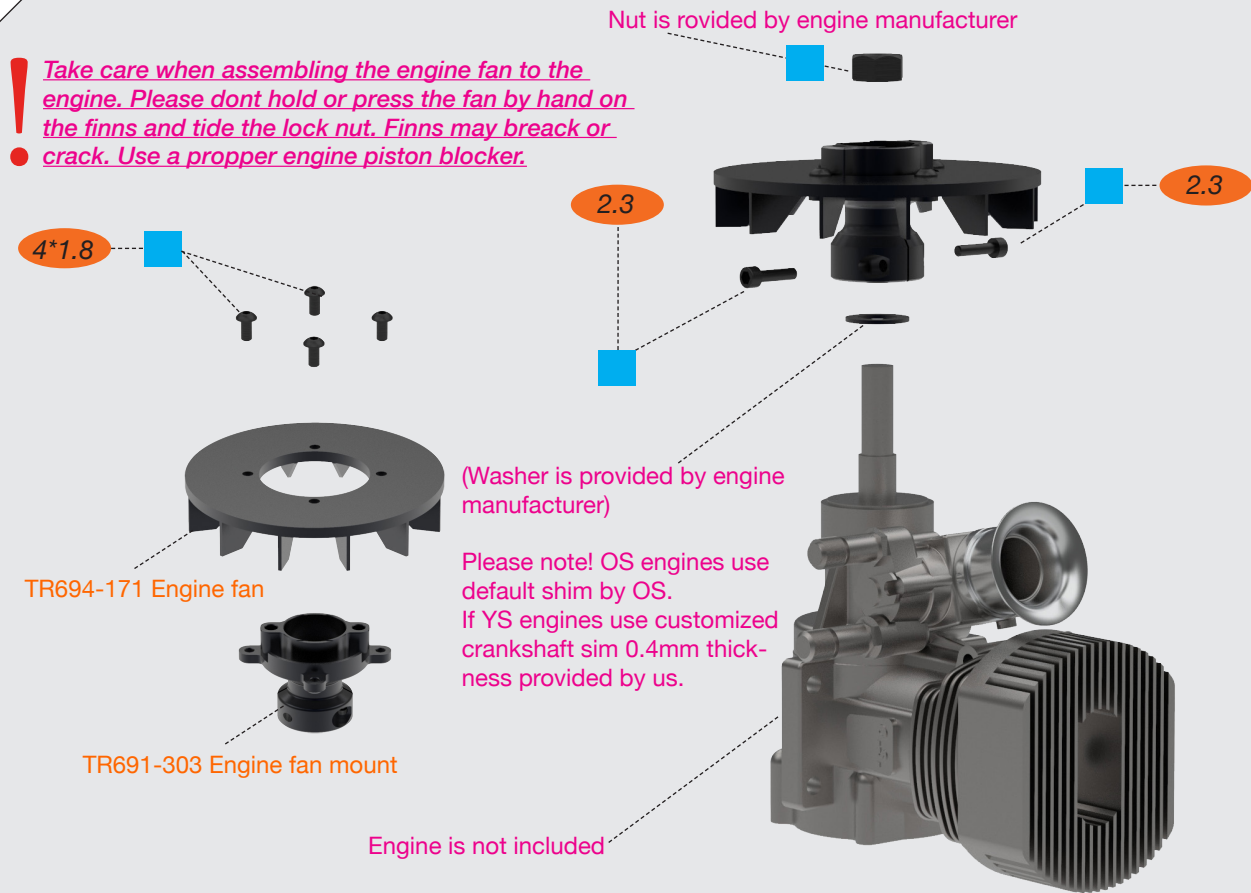 Nut is rovided by engine manufacturer
Take care when assembling the engine fan to the
engine. Please dont hold or press the fan by hand on
the finns and tide the lock nut. Finns may breack or
crack. Use a propper engine piston blocker.
2.3
2.3
4*1.8
(Washer is provided by engine
manufacturer)
Please note! OS engines use
default shim by OS.
If YS engines use customized
crankshaft sim 0.4mm thick-
ness provided by us.
TR694-171 Engine fan
TR691-303 Engine fan mount
Engine is not included